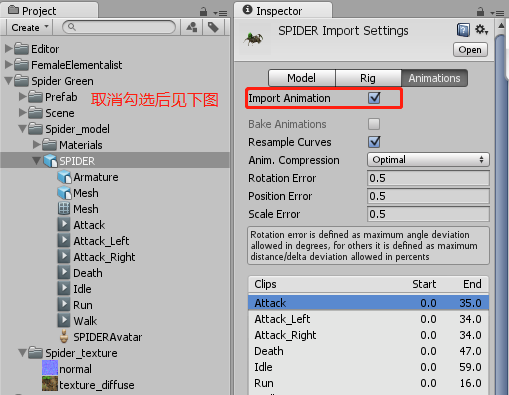 Project
Create
Editor
FemaleElementalist
Spider Green
Prefab
取消勾选后见下图
Scene
Spider_model
Materials
SPIDER
Armature
Mesh
Mesh
Attack
Attack_Left
Attack_Right
Death
Idle
Run
Walk
SPIDERAvatar
Spider_texture
normal
texture_diffuse
Inspector
SPIDER Import Settings
Open
Model Rig Animations
Import Animation
Bake Animations
Resample Curves
Anim. Compression Optimal
Rotation Error 0.5
Position Error 0.5
Scale Error 0.5
Rotation error is defined as maximum angle deviation
allowed in degrees, for others it is defined as maximum
distance/delta deviation allowed in percents
Clips Start End
Attack 0.0 35.0
Attack_Left 0.0 34.0
Attack_Right 0.0 34.0
Death 0.0 47.0
Idle 0.0 59.0
Run 0.0 16.0